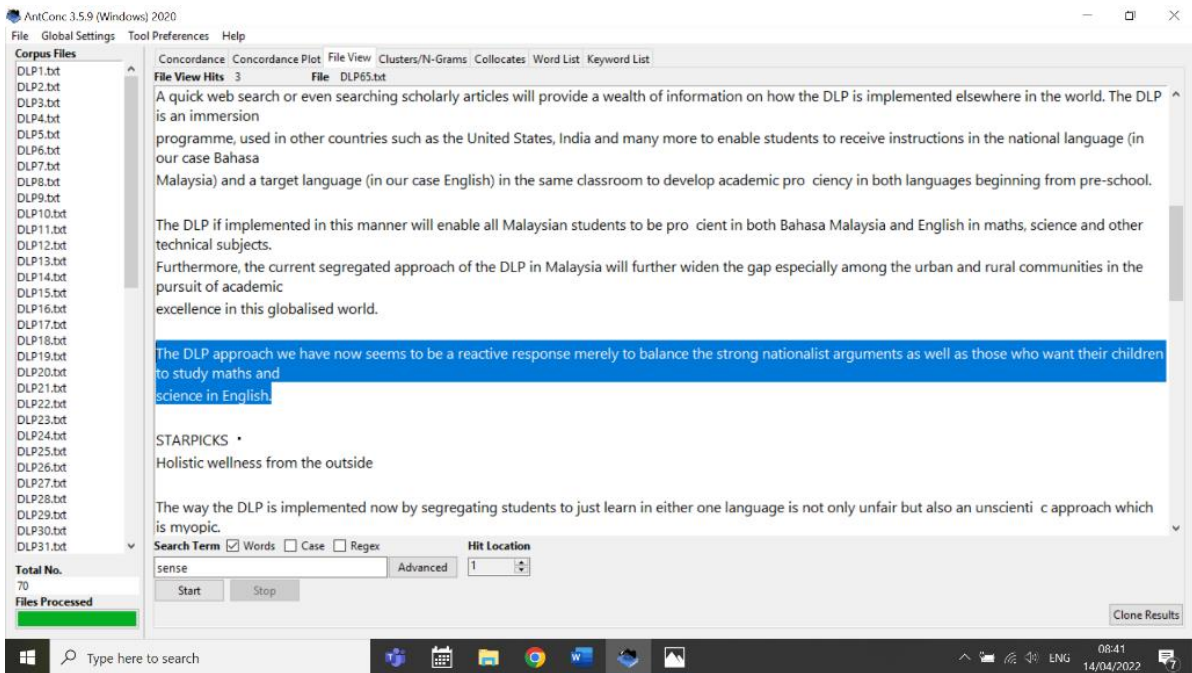 AntConc 3.5.9 (Windows) 2020
File Global Settings Tool Preferences Help
Corpus Files
DLP1.txt
DLP2.txt
DLP3.txt
DLP4.txt
DLP5.txt
DLP6.txt
DLP7.txt
DLP8.txt
DLP9.txt
DLP10.txt
DLP11.txt
DLP12.txt
DLP13.txt
DLP14.txt
DLP15.txt
DLP16.txt
DLP17.txt
DLP18.txt
DLP19.txt
DLP20.txt
DLP21.txt
DLP22.txt
DLP23.txt
DLP24.txt
DLP25.txt
DLP26.txt
DLP27.txt
DLP28.txt
DLP29.txt
DLP30.txt
DLP31.txt
Total No.
70
Files Processed
Concordance Concordance Plot File View Clusters/N-Grams Collocates Word List Keyword List
File View Hits 3 File DLP65.txt
A quick web search or even searching scholarly articles will provide a wealth of information on how the DLP is implemented elsewhere in the world. The DLP
is an immersion
programme, used in other countries such as the United States, India and many more to enable students to receive instructions in the national language (in
our case Bahasa
Malaysia) and a target language (in our case English) in the same classroom to develop academic pro ciency in both languages beginning from pre-school.
The DLP if implemented in this manner will enable all Malaysian students to be pro cient in both Bahasa Malaysia and English in maths, science and other
technical subjects.
Furthermore, the current segregated approach of the DLP in Malaysia will further widen the gap especially among the urban and rural communities in the
pursuit of academic
excellence in this globalised world.
The DLP approach we have now seems to be a reactive response merely to balance the strong nationalist arguments as well as those who want their children
to study maths and
science in English.
STARPICKS •
Holistic wellness from the outside
The way the DLP is implemented now by segregating students to just learn in either one language is not only unfair but also an unscienti c approach which
is myopic.
Search Term Words Case Regex Hit Location
sense Advanced 1
Start Stop
Clone Results
Type here to search
ENG
08:41
14/04/2022
7